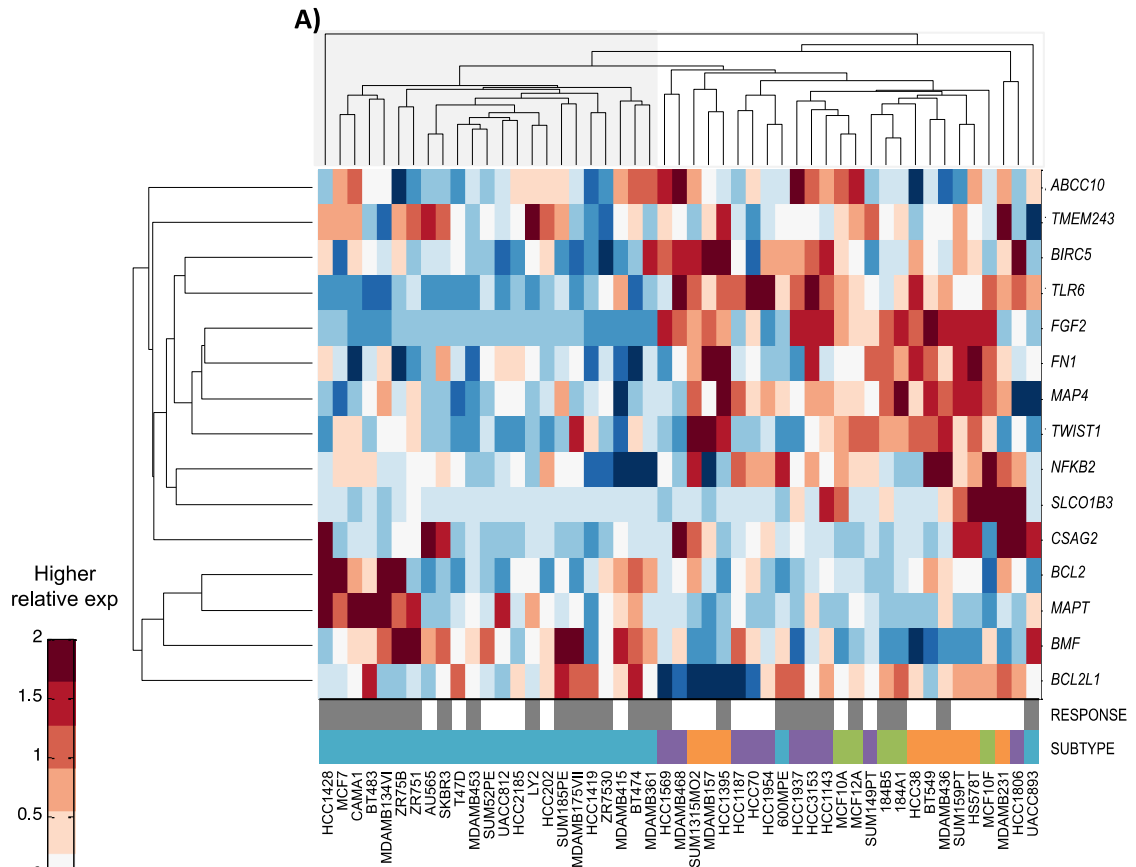 A)
ABCC10
TMEM243
BIRC5
TLR6
FGF2
FN1
MAP4
TWIST1
NFKB2
SLCO1B3
CSAG2
BCL2
MAPT
BMF
BCL2L1
RESPONSE
SUBTYPE
Higher
relative exp
2
1.5
1
0.5
HCC1428
MCF7
CAMA1
BT483
MDAMB134VI
ZR75B
ZR751
AU565
SKBR3
T47D
MDAMB453
SUM52PE
UACC812
HCC2185
LY2
HCC202
SUM185PE
MDAMB175VII
HCC1419
ZR7530
MDAMB415
BT474
MDAMB361
HCC1569
MDAMB468
SUM1315MO2
MDAMB157
HCC1395
HCC1187
HCC70
HCC1954
600MPE
HCC1937
HCC3153
HCC1143
MCF10A
MCF12A
SUM149PT
184B5
184A1
HCC38
BT549
MDAMB436
SUM159PT
HS578T
MCF10F
MDAMB231
HCC1806
UACC893